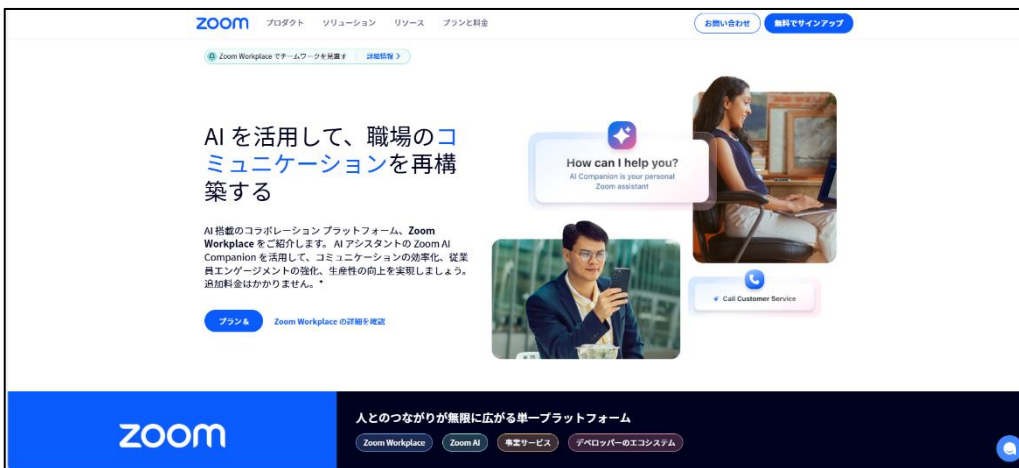 zoom プロダクト ソリューション リソース プランと料金 お問い合わせ 無料でサインアップ
Zoom Workplace でチームワークを見直す 詳細情報
AI を活用して、職場のコ
ミュニケーションを再構
築する
AI 搭載のコラボレーション プラットフォーム、Zoom
Workplace をご紹介します。 AI アシスタントの Zoom AI
Companion を活用して、コミュニケーションの効率化、従業
員エンゲージメントの強化、生産性の向上を実現しましょう。
追加料金はかかりません。*
プラン &
Zoom Workplace の詳細を確認
How can I help you?
AI Companion is your personal
Zoom assistant
Call Customer Service
zoom
人とのつながりが無限に広がる単一プラットフォーム
Zoom Workplace Zoom AI 事業サービス デベロッパーのエコシステム